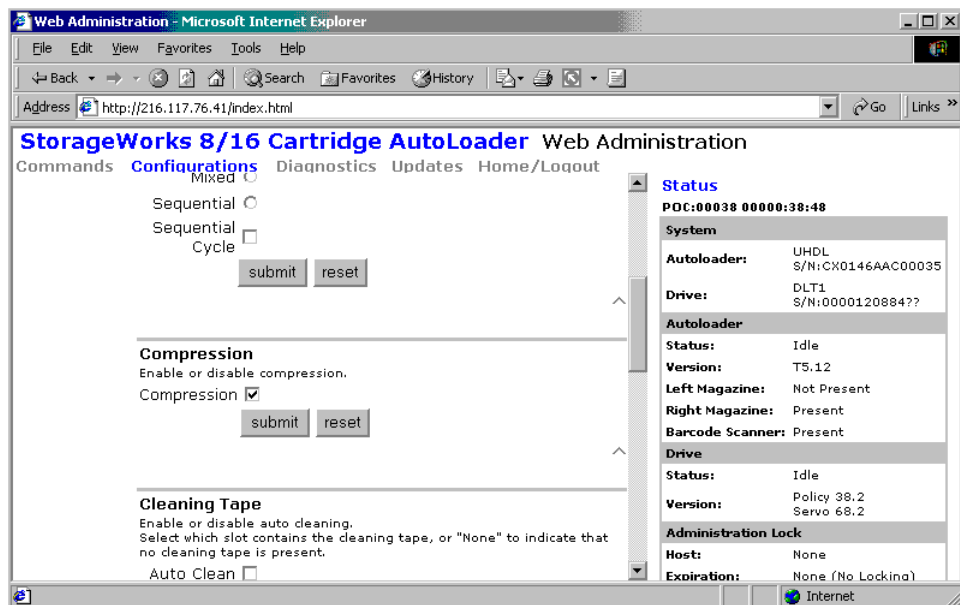 Web Administration - Microsoft Internet Explorer
File Edit View Favorites Tools Help
Back Search Favorites History
Address http://216.117.76.41/index.html Go Links »
StorageWorks 8/16 Cartridge AutoLoader Web Administration
Commands Configurations Diagnostics Updates Home/Logout
Mixed
Sequential
Sequential
Cycle
submit reset
Compression
Enable or disable compression.
Compression
submit reset
Cleaning Tape
Enable or disable auto cleaning.
Select which slot contains the cleaning tape, or "None" to indicate that
no cleaning tape is present.
Auto Clean
Status
POC:00038 00000:38:48
System
Autoloader: UHDL
S/N:CX0146AAC00035
Drive: DLT1
S/N:0000120884??
Autoloader
Status: Idle
Version: T5.12
Left Magazine: Not Present
Right Magazine: Present
Barcode Scanner: Present
Drive
Status: Idle
Version: Policy 38.2
Servo 68.2
Administration Lock
Host: None
Expiration: None (No Locking)
Internet